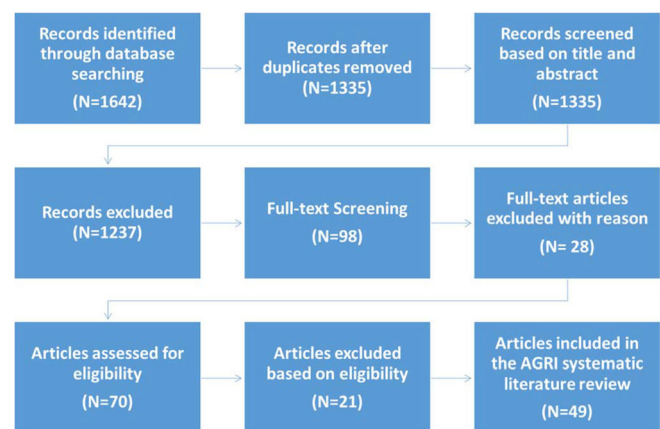 Records identified
through database
searching
(N=1642)
Records after
duplicates removed
(N=1335)
Records screened
based on title and
abstract
(N=1335)
Records excluded
(N=1237)
Full-text Screening
(N=98)
Full-text articles
excluded with reason
(N= 28)
Articles assessed for
eligibility
(N=70)
Articles excluded
based on eligibility
(N=21)
Articles included in
the AGRI systematic
literature review
(N=49)